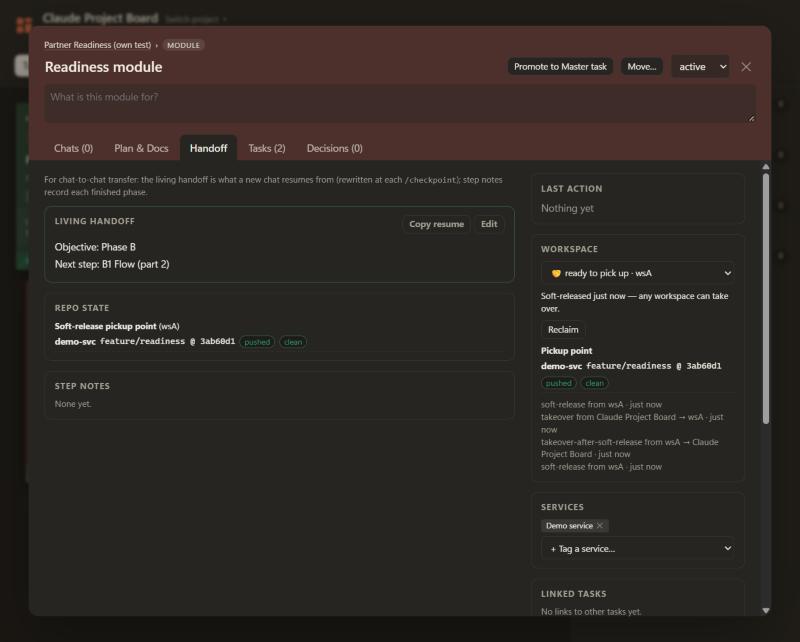 Claude Project Board Switch project
Partner Readiness (own test) › MODULE
Readiness module
Promote to Master task
Move...
active
What is this module for?
Chats (0)
Plan & Docs
Handoff
Tasks (2)
Decisions (0)
For chat-to-chat transfer: the living handoff is what a new chat resumes from (rewritten at each /checkpoint); step notes
record each finished phase.
LIVING HANDOFF
Copy resume
Edit
Objective: Phase B
Next step: B1 Flow (part 2)
REPO STATE
Soft-release pickup point (wsA)
demo-svc feature/readiness @ 3ab60d1 pushed clean
STEP NOTES
None yet.
LAST ACTION
Nothing yet
WORKSPACE
ready to pick up · wsA
Soft-released just now — any workspace can take
over.
Reclaim
Pickup point
demo-svc feature/readiness @ 3ab60d1
pushed clean
soft-release from wsA · just now
takeover from Claude Project Board → wsA · just
now
takeover-after-soft-release from wsA → Claude
Project Board · just now
soft-release from wsA · just now
SERVICES
Demo service
+ Tag a service...
LINKED TASKS
No links to other tasks yet.